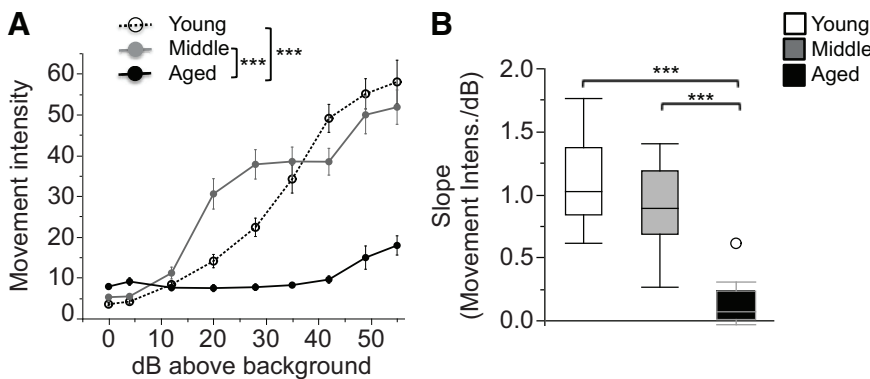 A
Young
Middle
Aged
***
***
Movement intensity
60
50
40
30
20
10
0
0 10 20 30 40 50
dB above background
B
Young
Middle
Aged
Slope
(Movement Intens./dB)
2.0
1.5
1.0
0.5
0.0
***
***